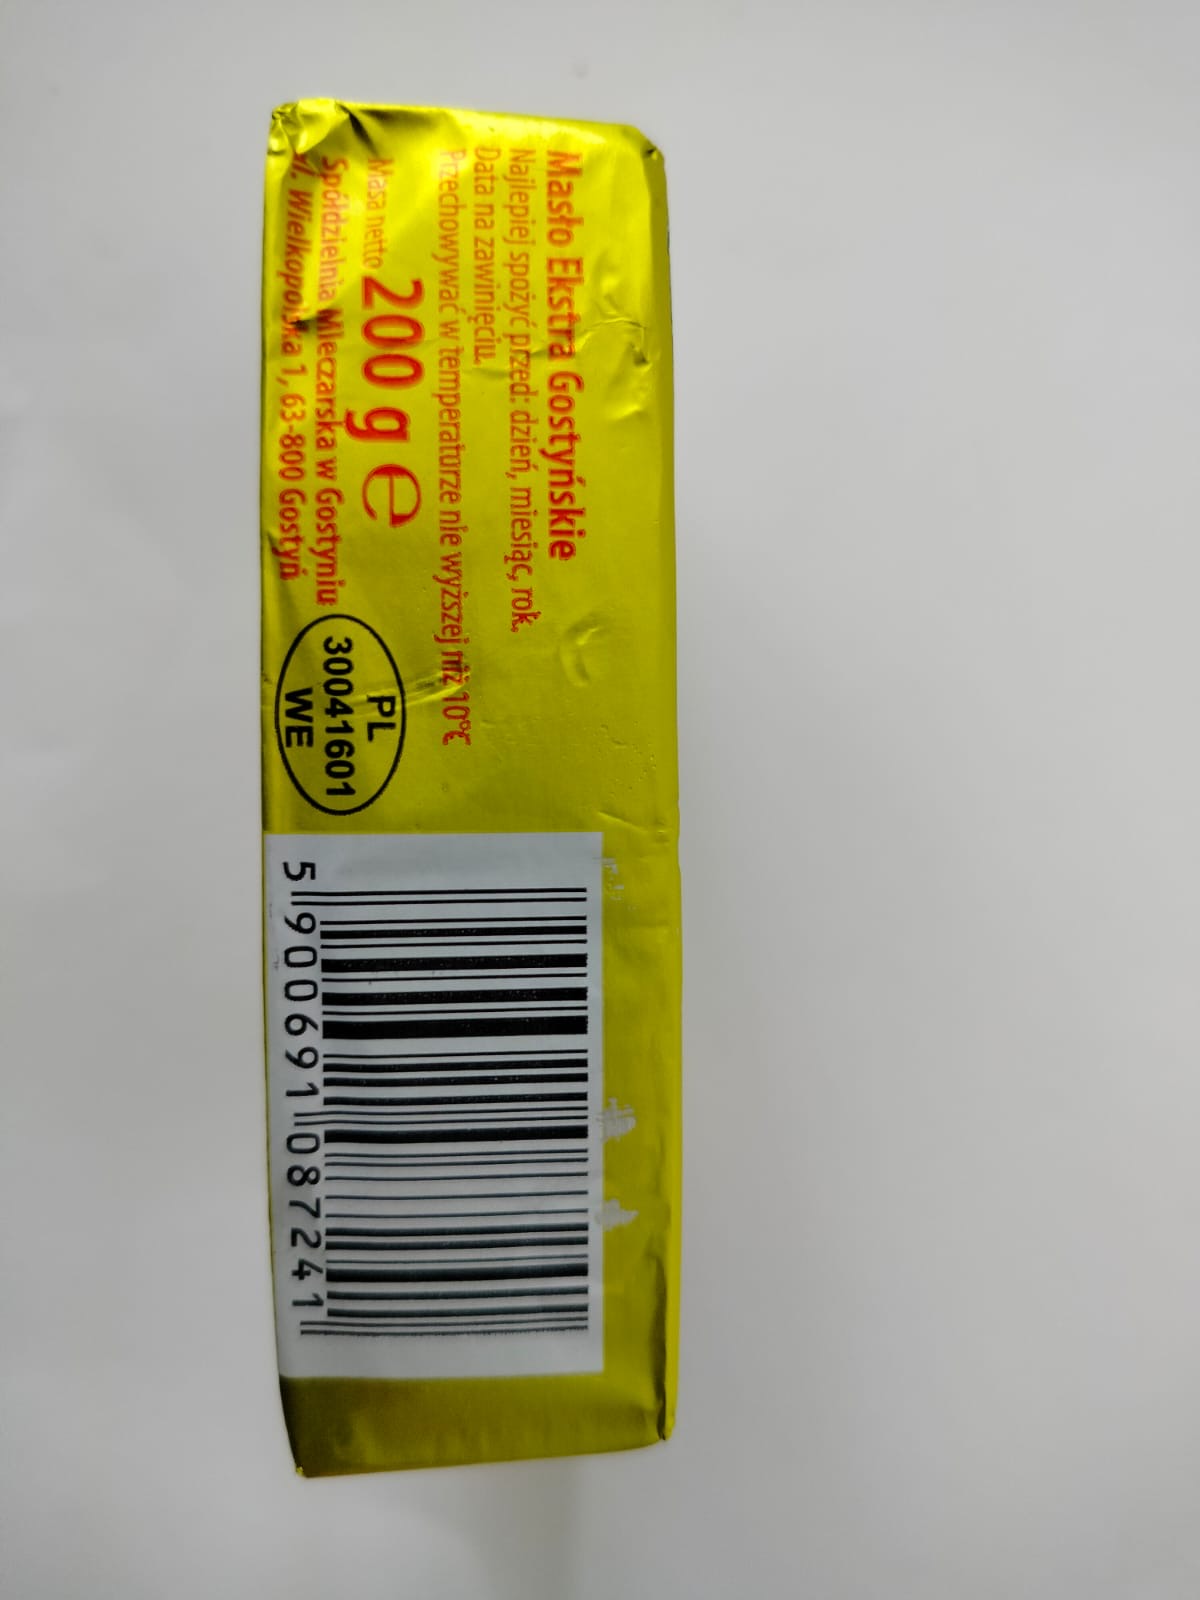 Masło Ekstra Gostyńskie
Najlepiej spożyć przed: dzień, miesiąc, rok.
Data na zawinięciu.
Przechowywać w temperaturze nie wyższej niż 10°C
Masa netto 200 g ℮
Spółdzielnia Mleczarska w Gostyniu
ul. Wielkopolska 1, 63-800 Gostyń
PL
30041601
WE
5 900691 087241